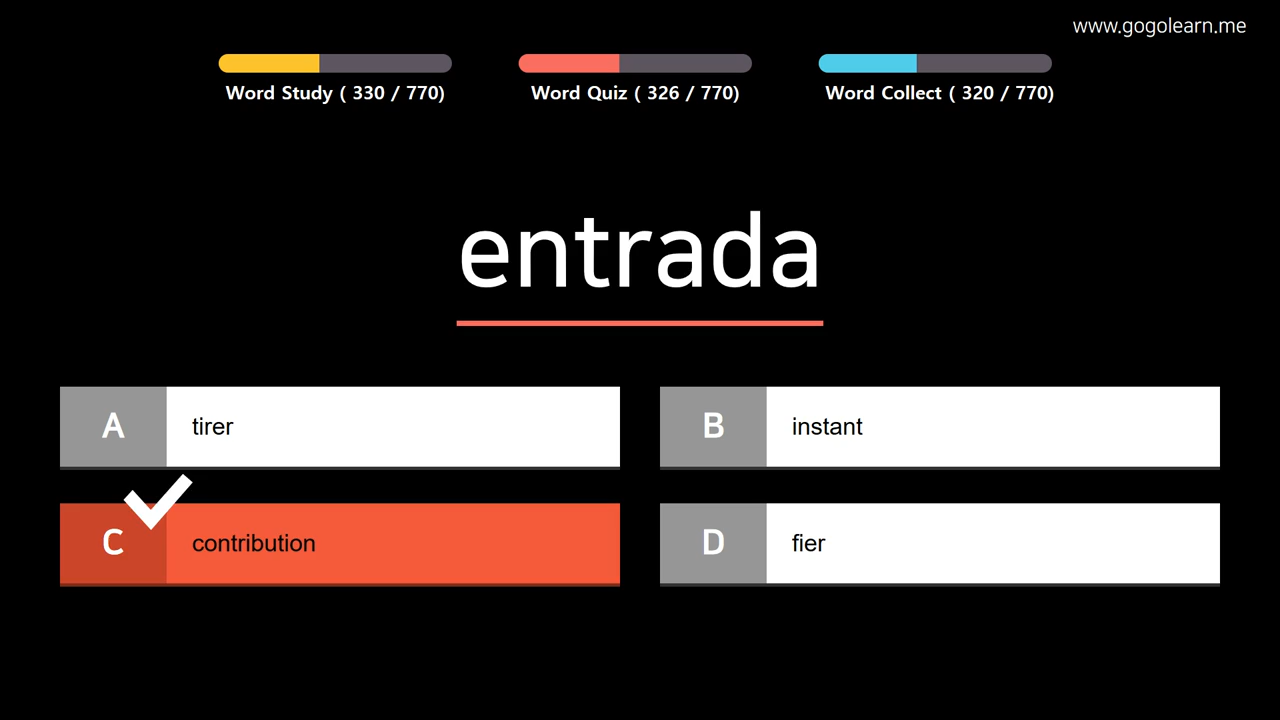 www.gogolearn.me
Word Study ( 330 / 770)
Word Quiz ( 326 / 770)
Word Collect ( 320 / 770)
entrada
A tirer
B instant
C contribution
D fier